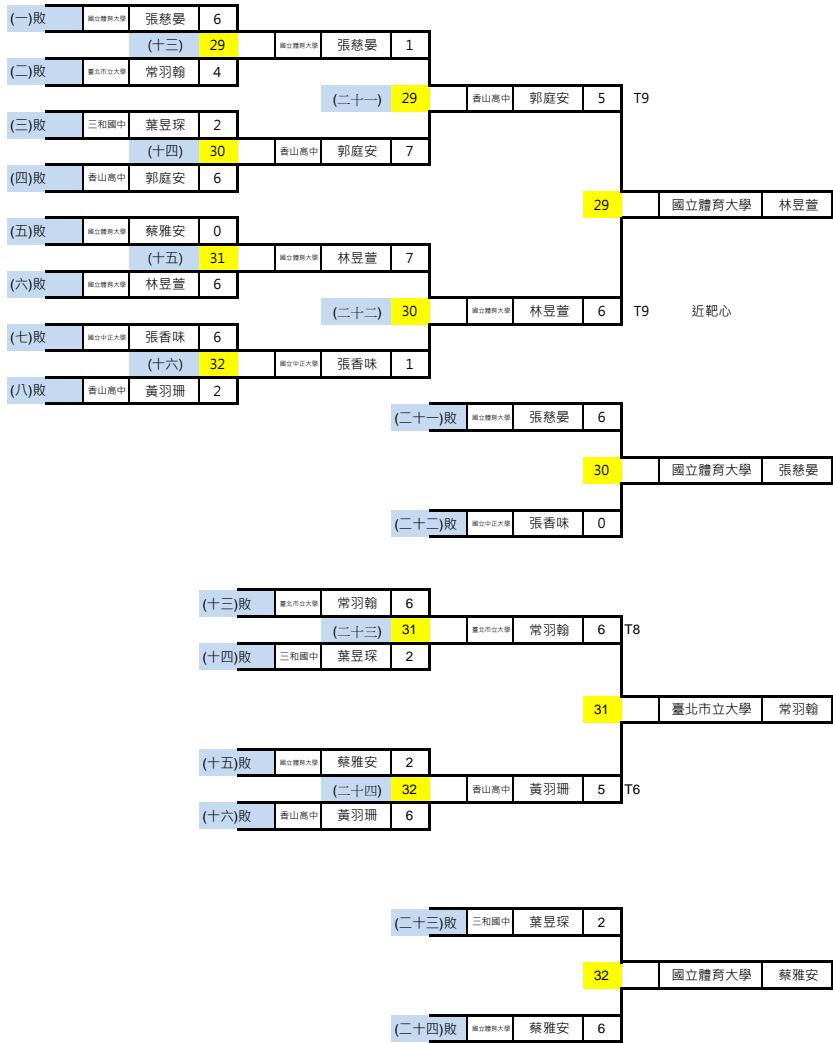 (一)敗 國立體育大學 張慈晏 6
(十三) 29 國立體育大學 張慈晏 1
(二)敗 臺北市立大學 常羽翰 4
(二十一) 29 香山高中 郭庭安 5 T9
(三)敗 三和國中 葉昱琛 2
(十四) 30 香山高中 郭庭安 7
(四)敗 香山高中 郭庭安 6
29 國立體育大學 林昱萱
(五)敗 國立體育大學 蔡雅安 0
(十五) 31 國立體育大學 林昱萱 7
(六)敗 國立體育大學 林昱萱 6
(二十二) 30 國立體育大學 林昱萱 6 T9 近靶心
(七)敗 國立中正大學 張香味 6
(十六) 32 國立中正大學 張香味 1
(八)敗 香山高中 黃羽珊 2
(二十一)敗 國立體育大學 張慈晏 6
30 國立體育大學 張慈晏
(二十二)敗 國立中正大學 張香味 0
(十三)敗 臺北市立大學 常羽翰 6
(二十三) 31 臺北市立大學 常羽翰 6 T8
(十四)敗 三和國中 葉昱琛 2
31 臺北市立大學 常羽翰
(十五)敗 國立體育大學 蔡雅安 2
(二十四) 32 香山高中 黃羽珊 5 T6
(十六)敗 香山高中 黃羽珊 6
(二十三)敗 三和國中 葉昱琛 2
32 國立體育大學 蔡雅安
(二十四)敗 國立體育大學 蔡雅安 6